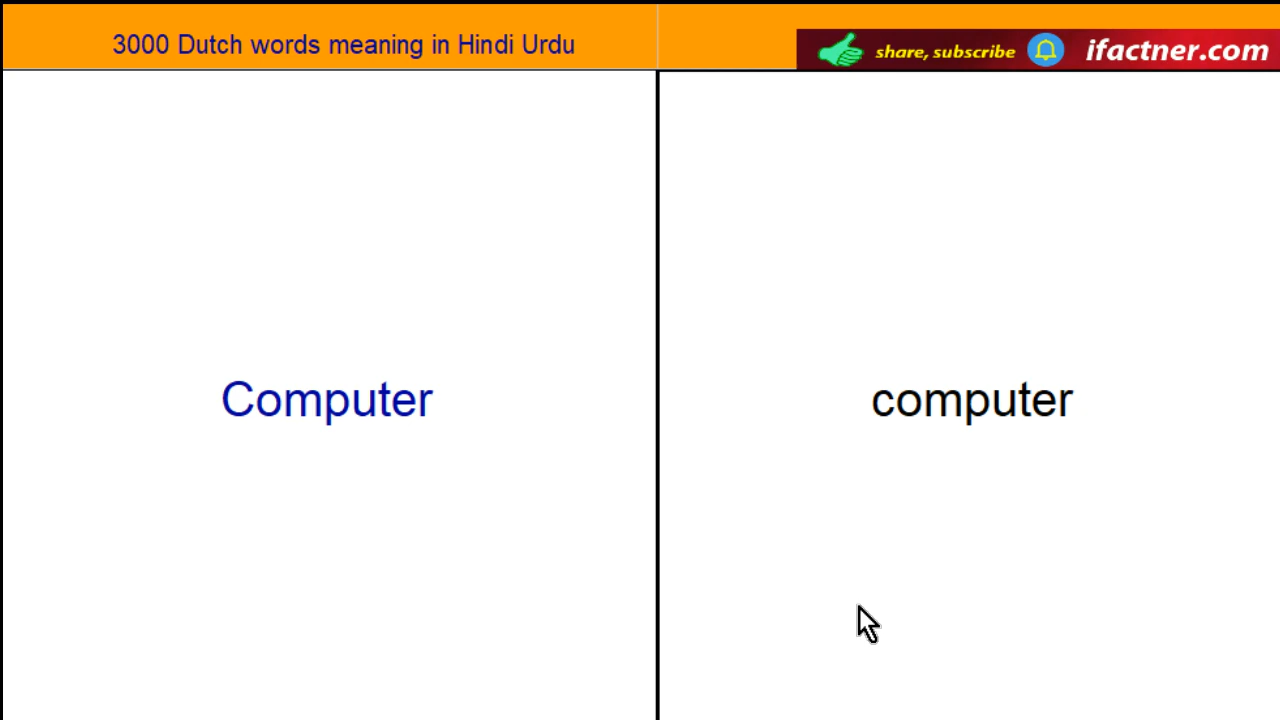 3000 Dutch words meaning in Hindi Urdu
share, subscribe
ifactner.com
Computer
computer